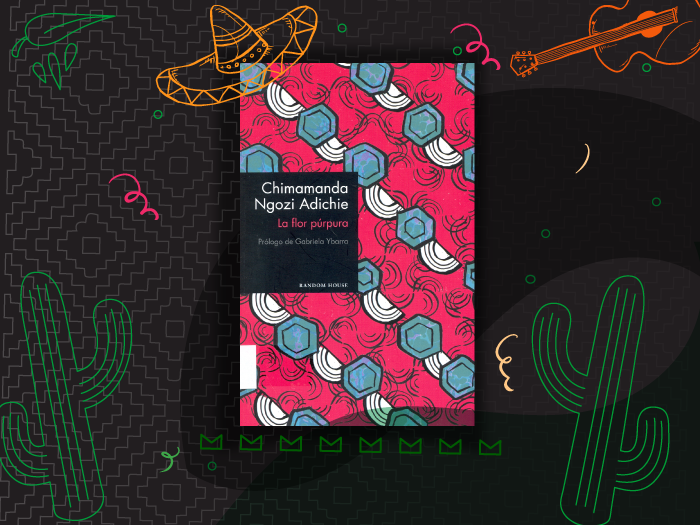 Chimamanda
Ngozi Adichie
La flor púrpura
Prólogo de Gabriela Ybarra
RANDOM HOUSE